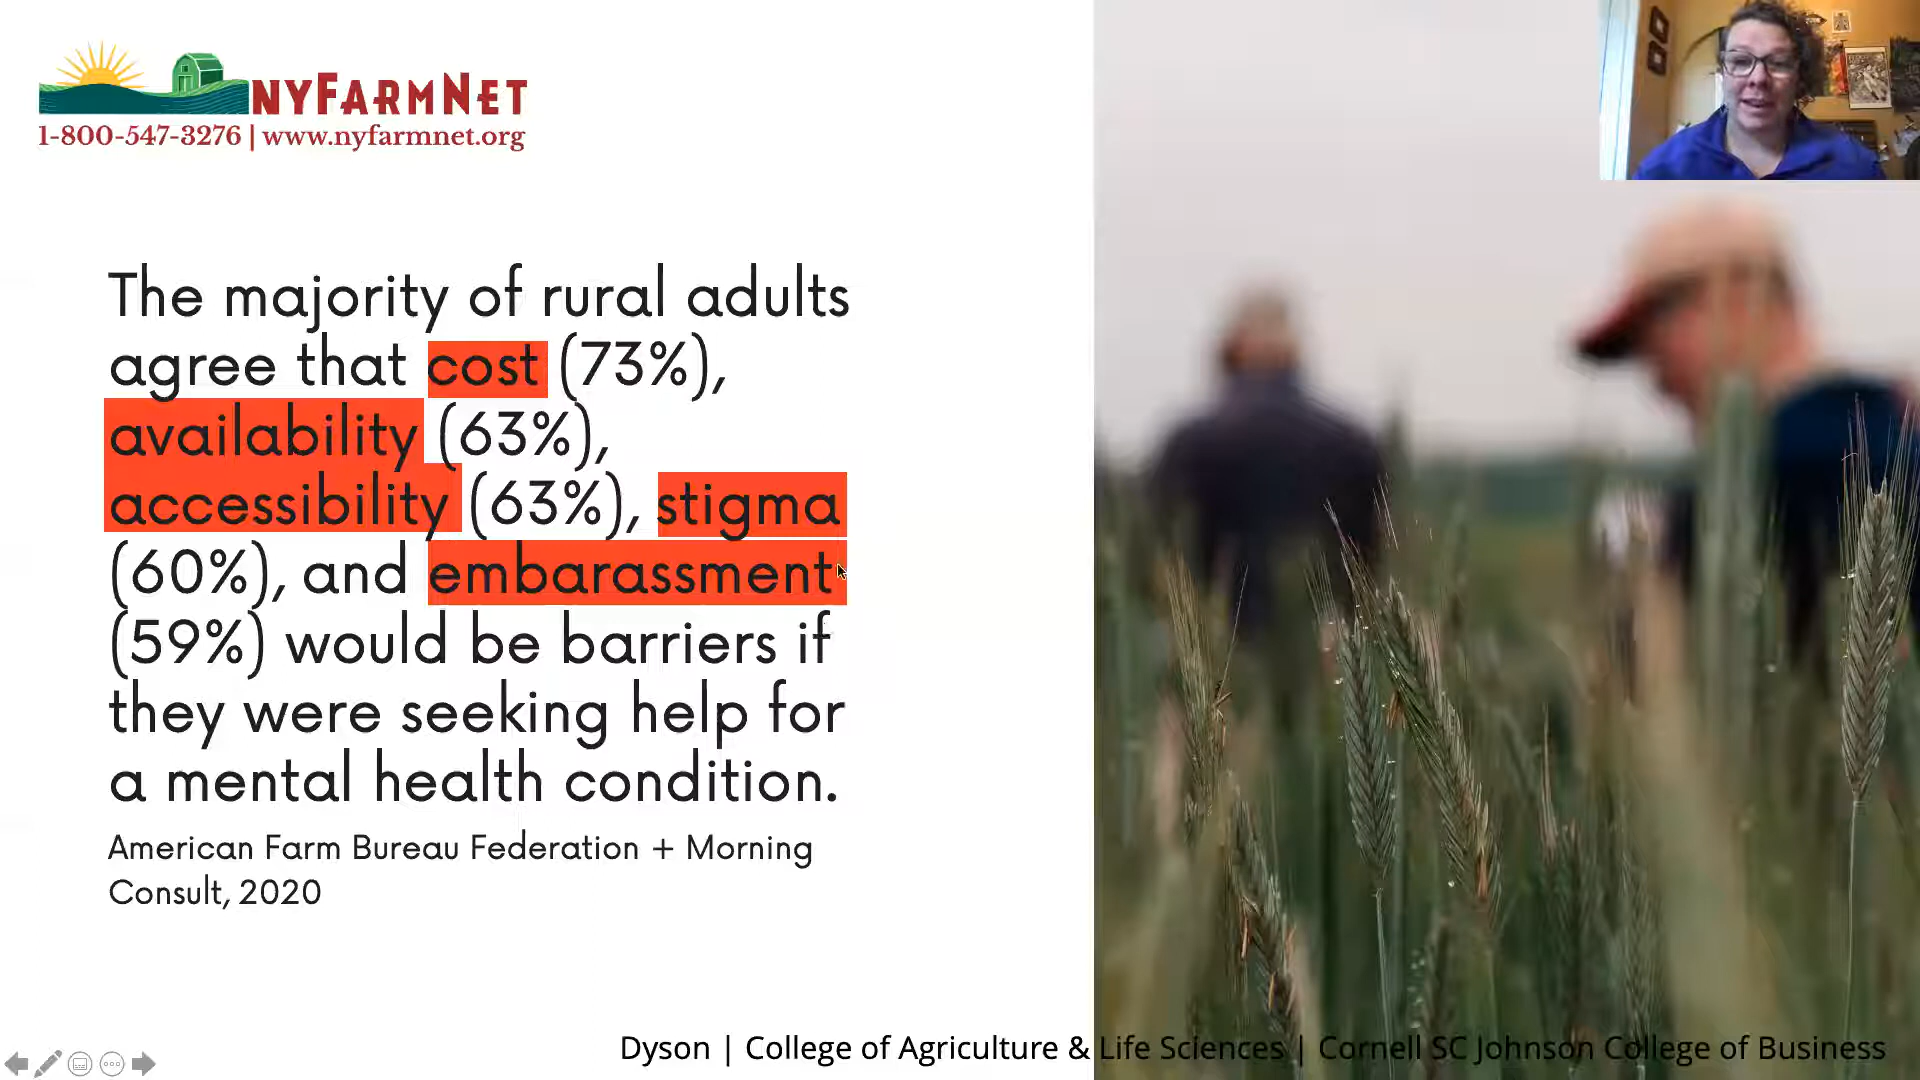 NYFARMNET
1-800-547-3276 | www.nyfarmnet.org
The majority of rural adults
agree that cost (73%),
availability (63%),
accessibility (63%), stigma
(60%), and embarassment
(59%) would be barriers if
they were seeking help for
a mental health condition.
American Farm Bureau Federation + Morning
Consult, 2020
Dyson | College of Agriculture & Life Sciences | Cornell SC Johnson College of Business